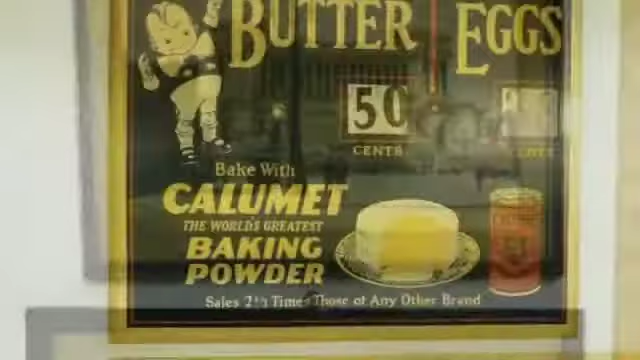 BUTTER EGGS
50
CENTS
Bake With
CALUMET
THE WORLD'S GREATEST
BAKING
POWDER
Sales 2½ Times Those of Any Other Brand